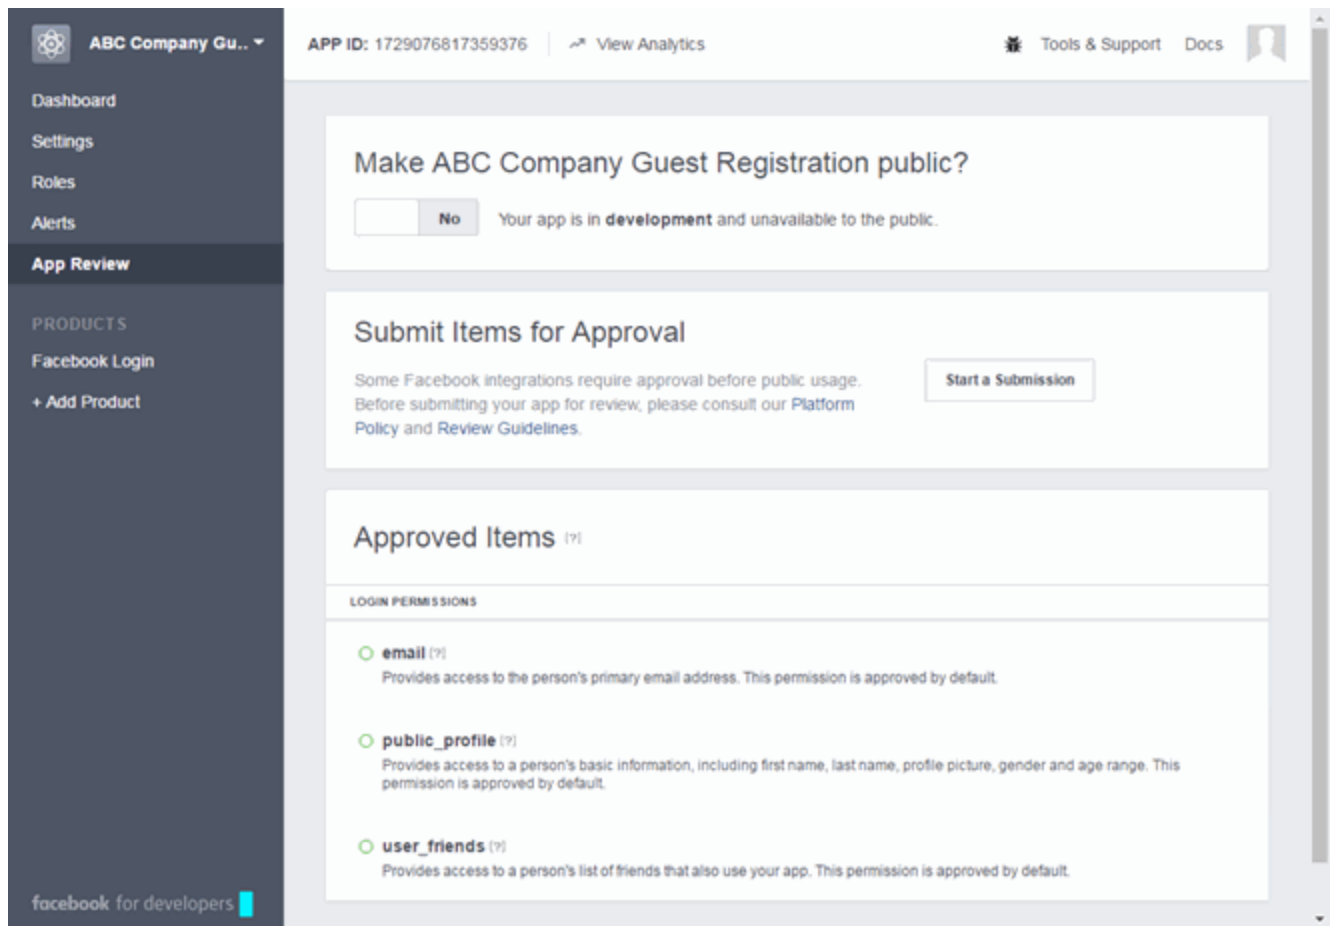 ABC Company Gu..
APP ID: 1729076817359376
View Analytics
Tools & Support
Docs
Dashboard
Settings
Roles
Alerts
App Review
PRODUCTS
Facebook Login
+ Add Product
facebook for developers
Make ABC Company Guest Registration public?
No
Your app is in development and unavailable to the public.
Submit Items for Approval
Some Facebook integrations require approval before public usage.
Before submitting your app for review, please consult our Platform
Policy and Review Guidelines.
Start a Submission
Approved Items [?]
LOGIN PERMISSIONS
email [?]
Provides access to the person's primary email address. This permission is approved by default.
public_profile [?]
Provides access to a person's basic information, including first name, last name, profile picture, gender and age range. This
permission is approved by default.
user_friends [?]
Provides access to a person's list of friends that also use your app. This permission is approved by default.